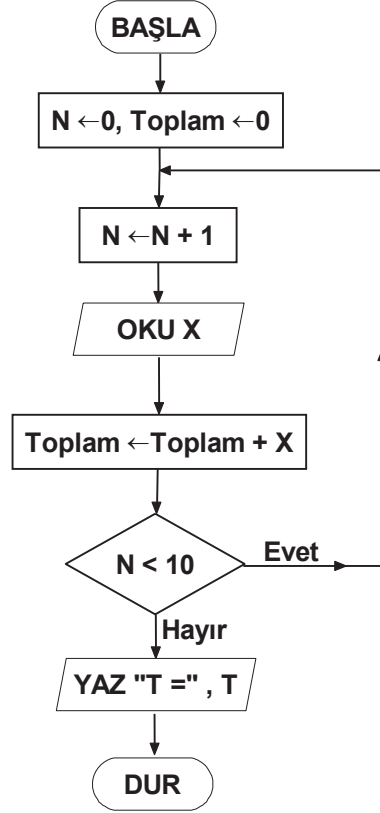 BAŞLA
N ←0, Toplam ←0
N ←N + 1
OKU X
Toplam ←Toplam + X
N < 10
Evet
Hayır
YAZ "T =" , T
DUR